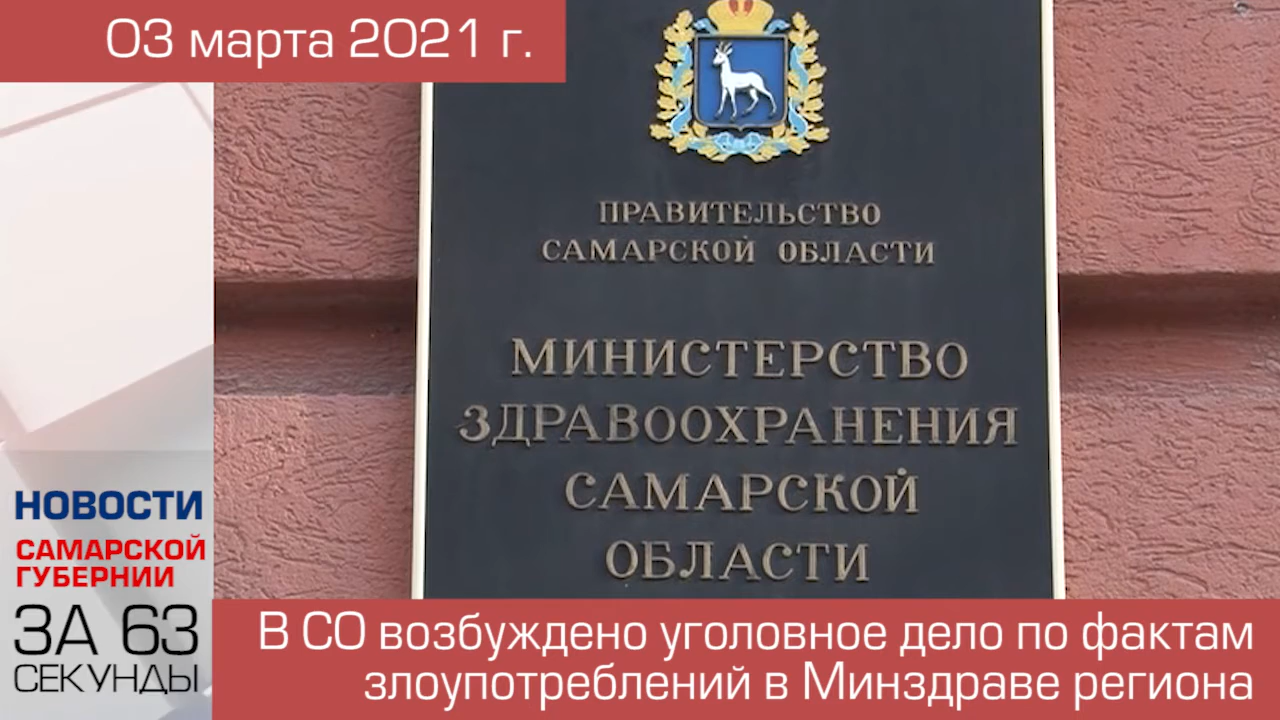 03 марта 2021 г.
ПРАВИТЕЛЬСТВО
САМАРСКОЙ ОБЛАСТИ
МИНИСТЕРСТВО
ЗДРАВООХРАНЕНИЯ
САМАРСКОЙ
ОБЛАСТИ
НОВОСТИ
САМАРСКОЙ
ГУБЕРНИИ
ЗА 63
СЕКУНДЫ
В СО возбуждено уголовное дело по фактам
злоупотреблений в Минздраве региона